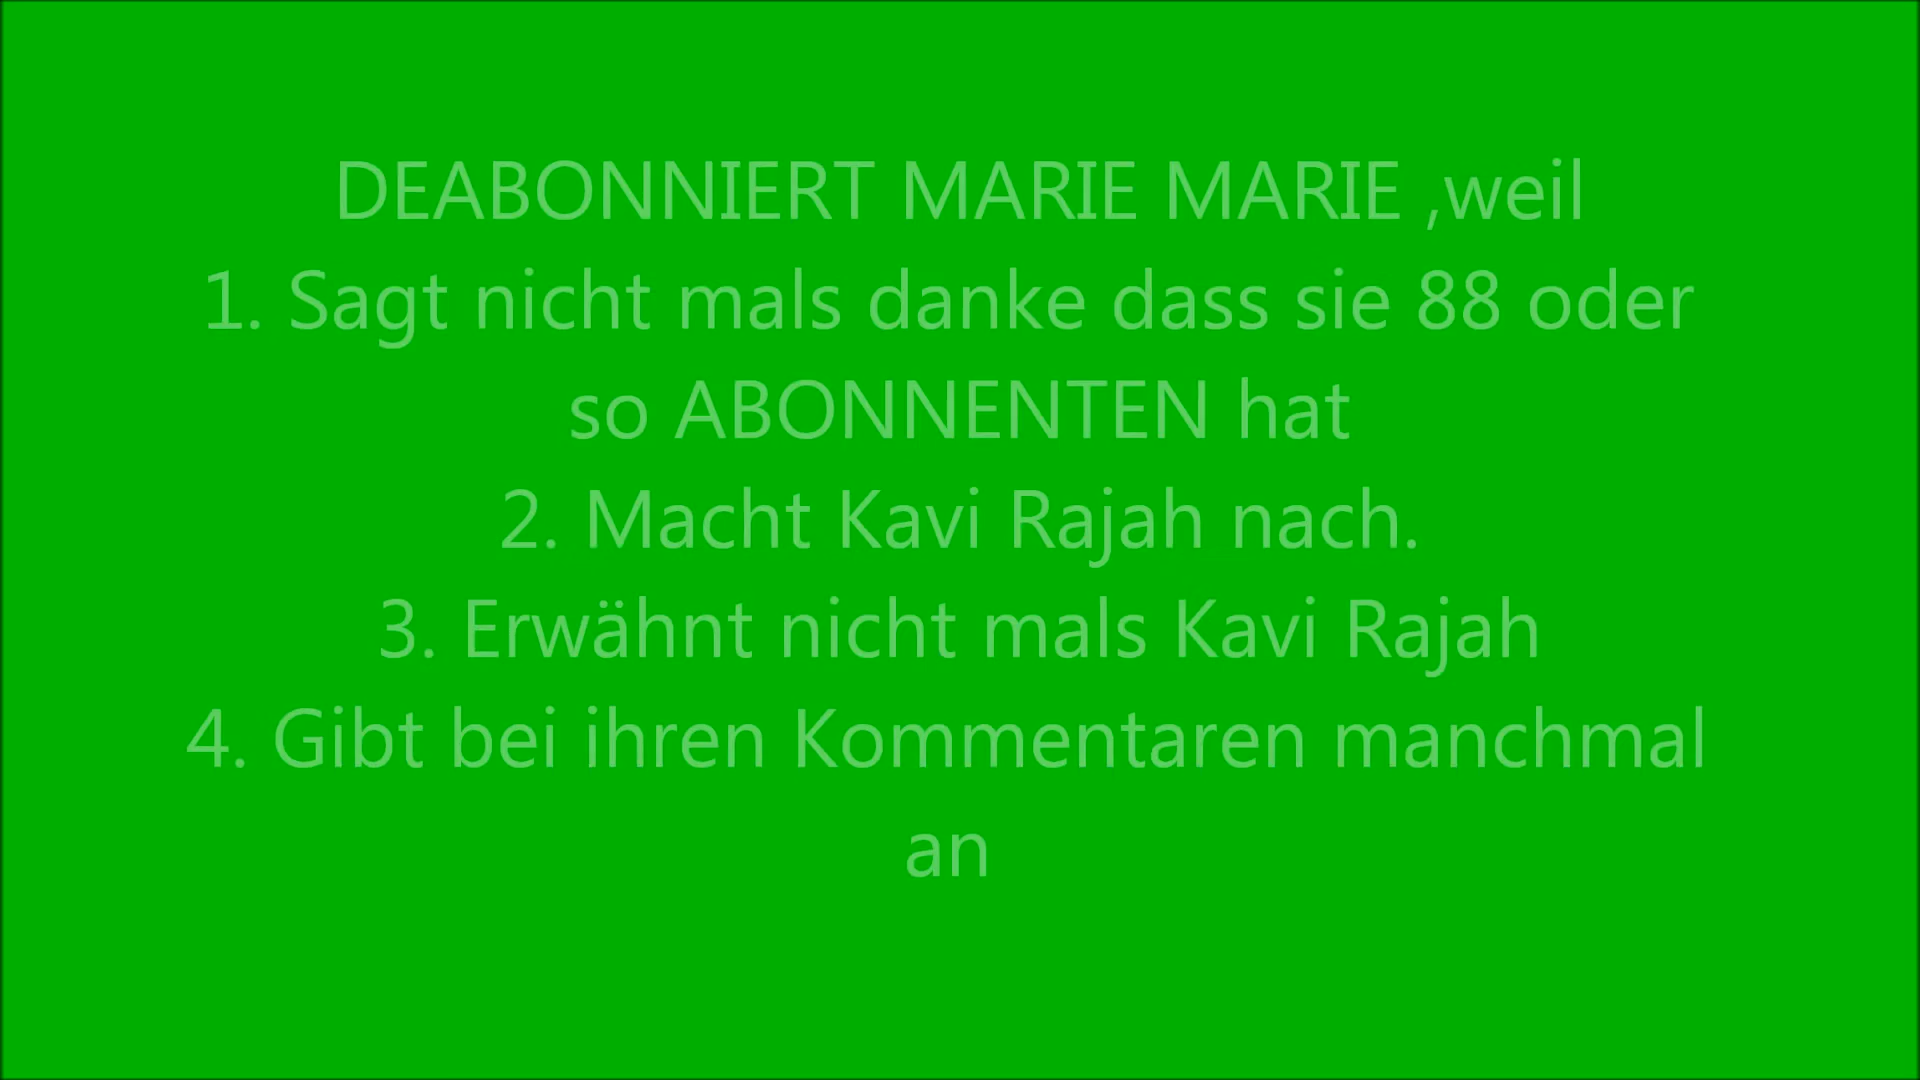 DEABONNIERT MARIE MARIE ,weil
1. Sagt nicht mals danke dass sie 88 oder
so ABONNENTEN hat
2. Macht Kavi Rajah nach.
3. Erwähnt nicht mals Kavi Rajah
4. Gibt bei ihren Kommentaren manchmal
an